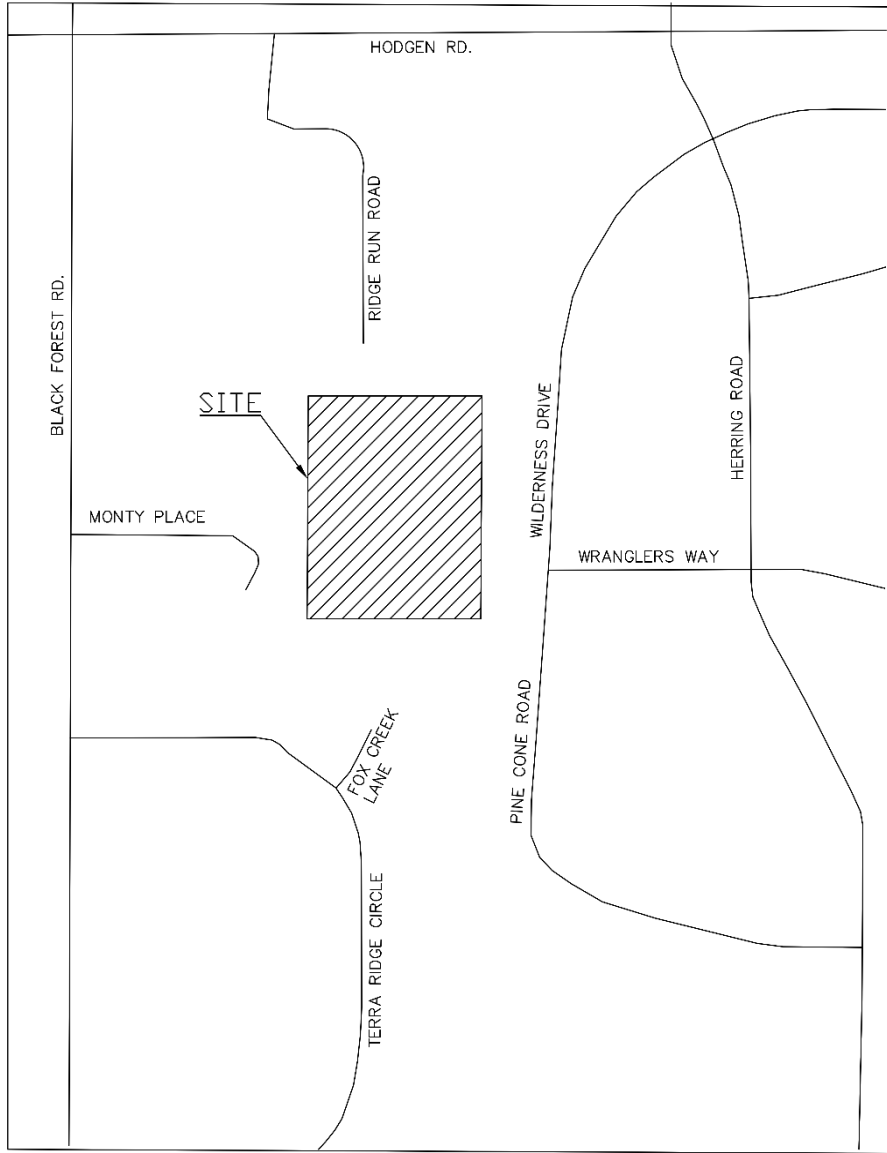 HODGEN RD.
RIDGE RUN ROAD
BLACK FOREST RD.
SITE
WILDERNESS DRIVE
HERRING ROAD
MONTY PLACE
WRANGLERS WAY
PINE CONE ROAD
FOX CREEK
LANE
TERRA RIDGE CIRCLE